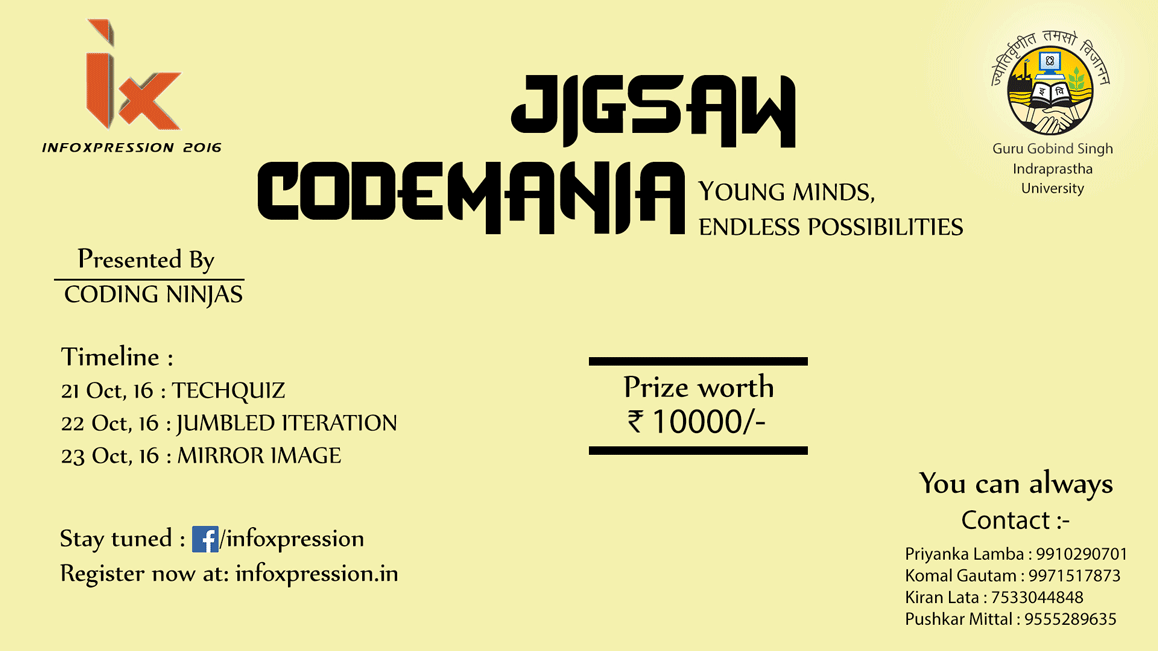 ix
INFOXPRESSION 2016
ज्योतिर्वृणीत तमसो विजानन
इ वि
Guru Gobind Singh
Indraprastha
University
JIGSAW
CODEMANIA
YOUNG MINDS,
ENDLESS POSSIBILITIES
Presented By
CODING NINJAS
Timeline :
21 Oct, 16 : TECHQUIZ
22 Oct, 16 : JUMBLED ITERATION
23 Oct, 16 : MIRROR IMAGE
Prize worth
₹ 10000/-
Stay tuned : f/infoxpression
Register now at: infoxpression.in
You can always
Contact :-
Priyanka Lamba : 9910290701
Komal Gautam : 9971517873
Kiran Lata : 7533044848
Pushkar Mittal : 9555289635